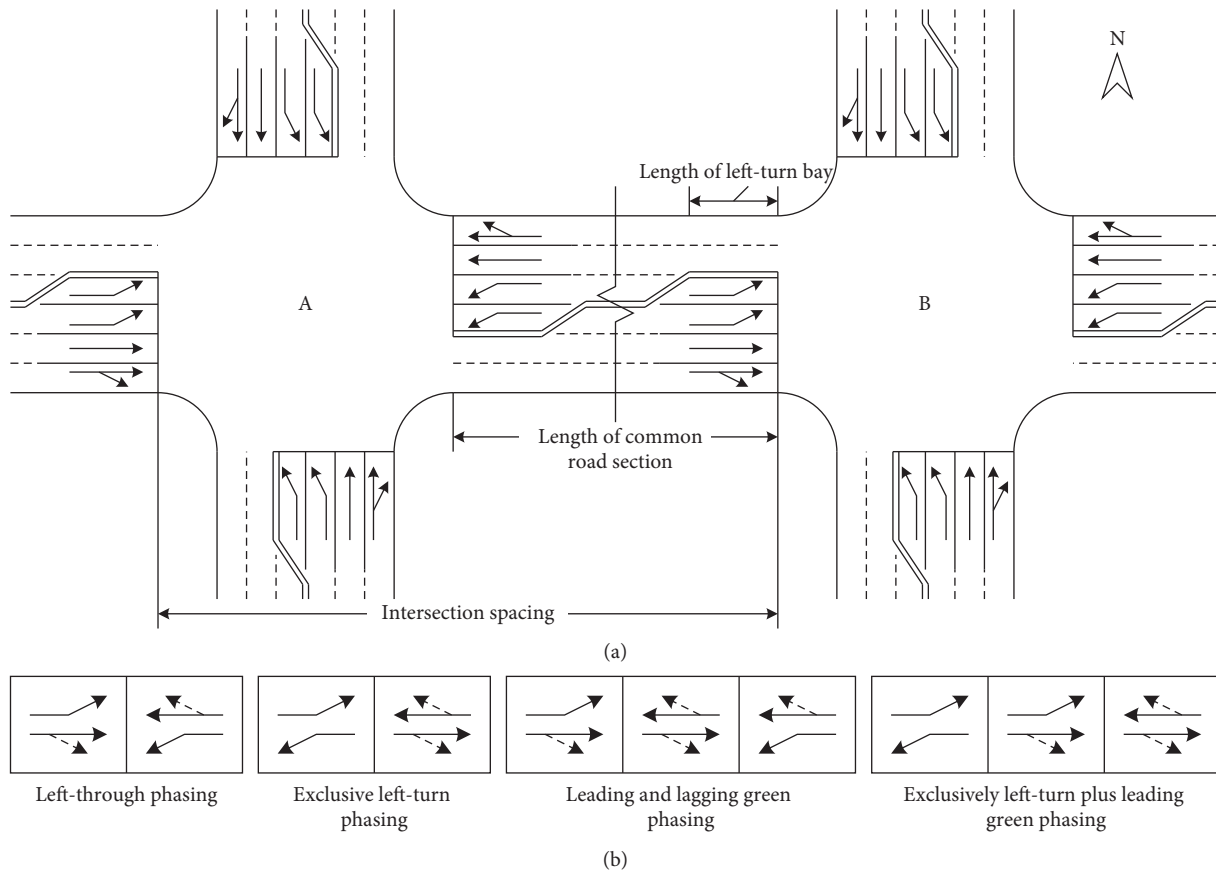 N
Length of left-turn bay
A
B
Length of common
road section
Intersection spacing
(a)
Left-through phasing
Exclusive left-turn
phasing
Leading and lagging green
phasing
Exclusively left-turn plus leading
green phasing
(b)